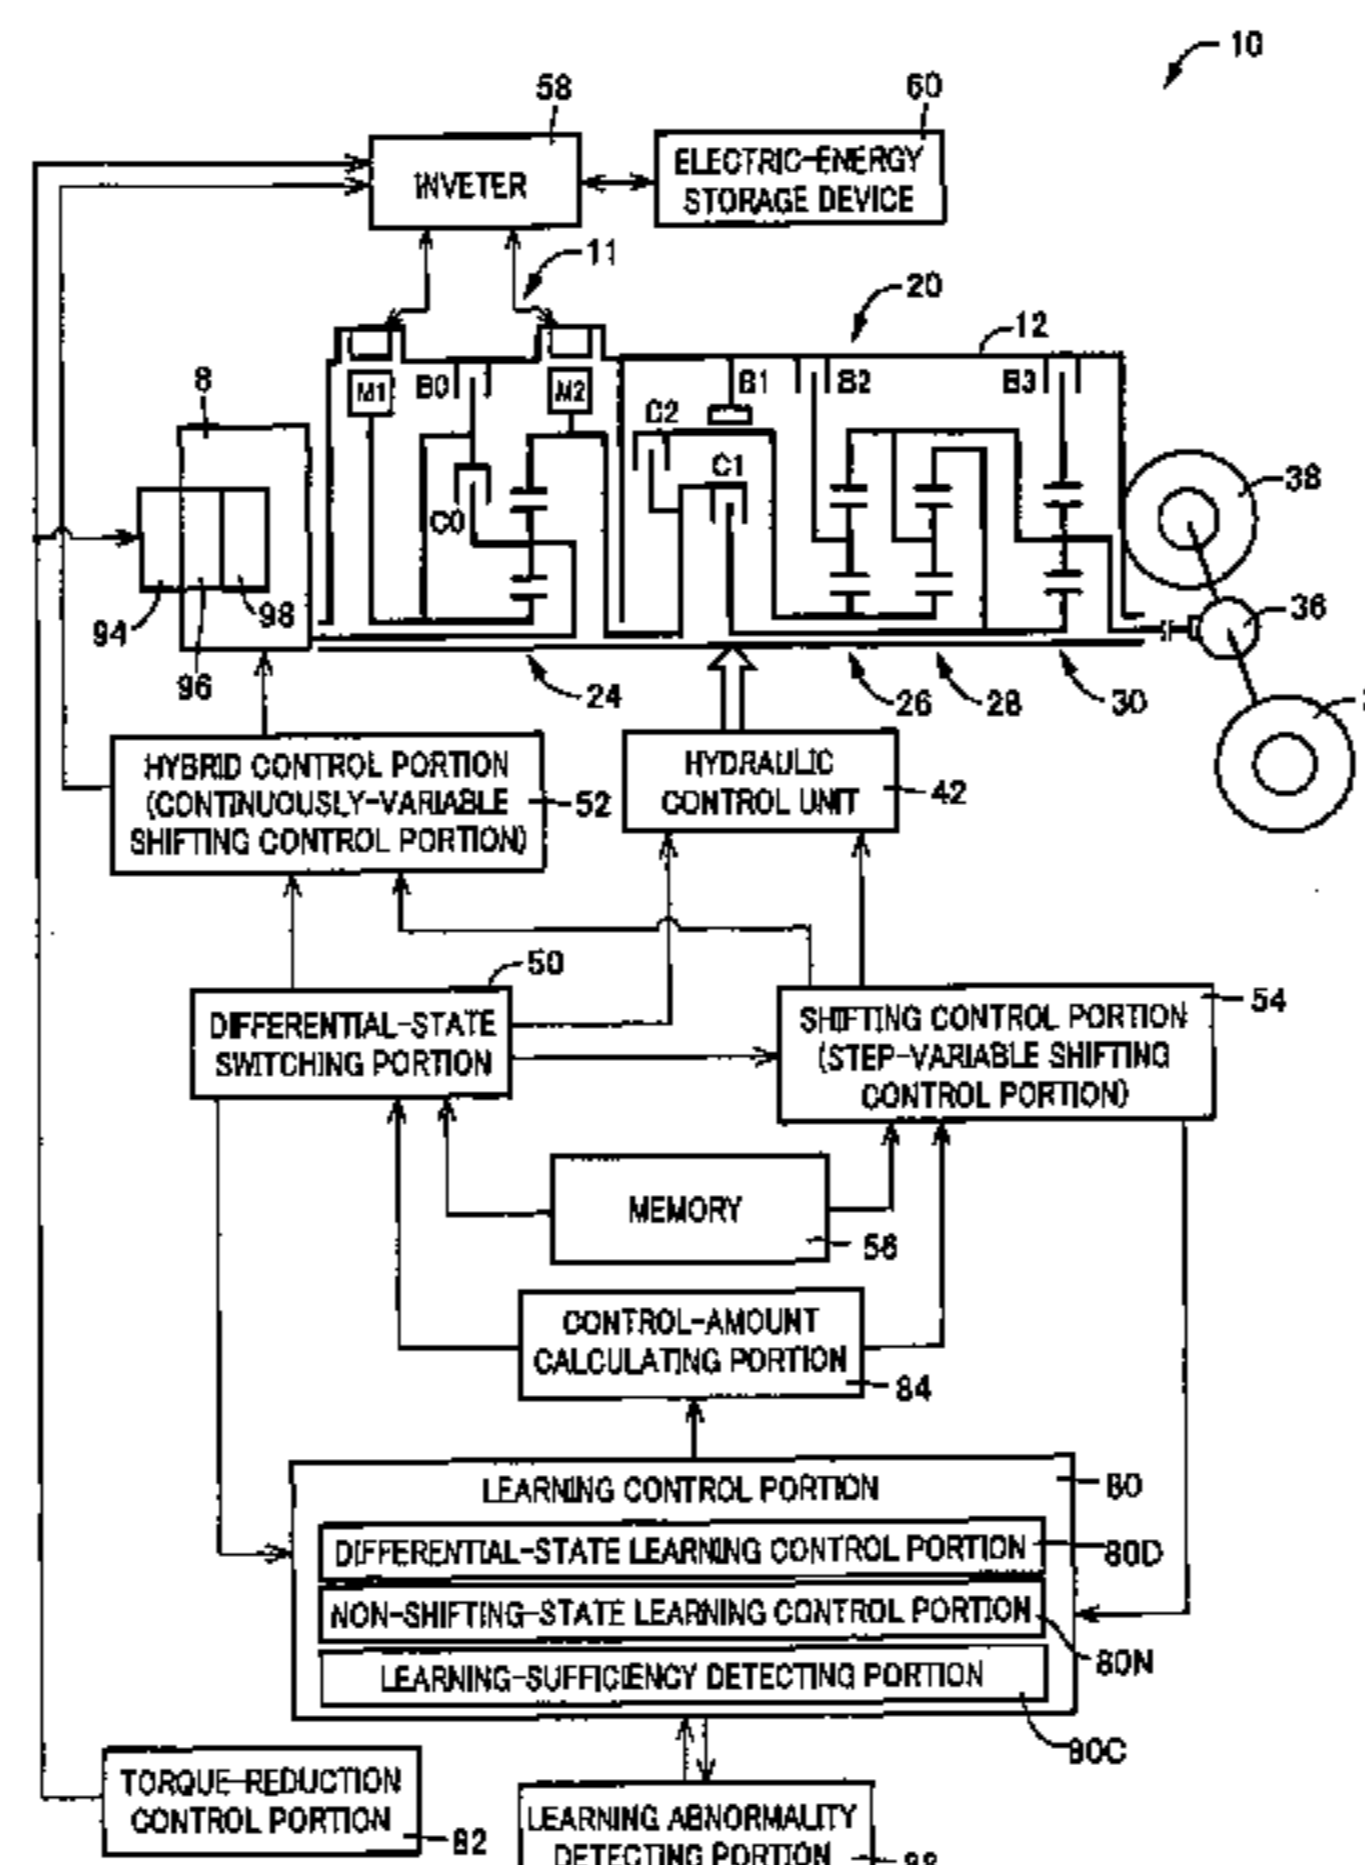 10
58
60
INVETER
ELECTRIC-ENERGY
STORAGE DEVICE
11
20
12
8
M1
B0
M2
B1
B2
B3
C2
C1
C0
38
94
98
96
36
24
26
28
30
HYBRID CONTROL PORTION
(CONTINUOUSLY-VARIABLE
SHIFTING CONTROL PORTION)
52
HYDRAULIC
CONTROL UNIT
42
50
DIFFERENTIAL-STATE
SWITCHING PORTION
SHIFTING CONTROL PORTION
(STEP-VARIABLE SHIFTING
CONTROL PORTION)
54
MEMORY
56
CONTROL-AMOUNT
CALCULATING PORTION
84
LEARNING CONTROL PORTION
80
DIFFERENTIAL-STATE LEARNING CONTROL PORTION
80D
NON-SHIFTING-STATE LEARNING CONTROL PORTION
80N
LEARNING-SUFFICIENCY DETECTING PORTION
80C
TORQUE-REDUCTION
CONTROL PORTION
82
LEARNING ABNORMALITY
DETECTING PORTION